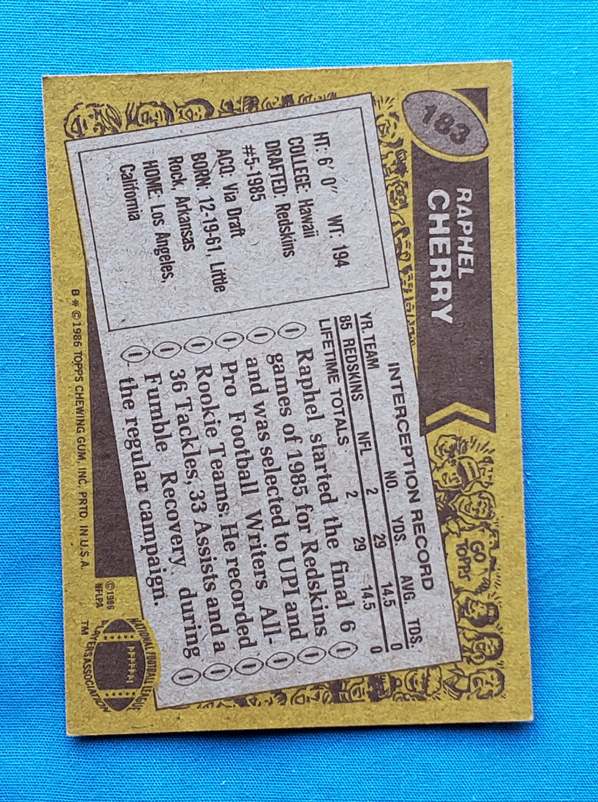 183
RAPHEL
CHERRY
HT: 6' 0" WT: 194
COLLEGE: Hawaii
DRAFTED: Redskins
#5-1985
ACQ: Via Draft
BORN: 12-19-61, Little
Rock, Arkansas
HOME: Los Angeles,
California
INTERCEPTION RECORD
YR. TEAM NO. YDS. AVG. TDS.
85 REDSKINS NFL 2 29 14.5 0
LIFETIME TOTALS 2 29 14.5 0
Raphel started the final 6
games of 1985 for Redskins
and was selected to UPI and
Pro Football Writers All-
Rookie Teams. He recorded
36 Tackles, 33 Assists and a
Fumble Recovery during
the regular campaign.
GO
TOPPS
B * © 1986 TOPPS CHEWING GUM, INC. PRTD. IN U.S.A.
©1986
NFLPA
NATIONAL FOOTBALL LEAGUE
PLAYERS ASSOCIATION
TM